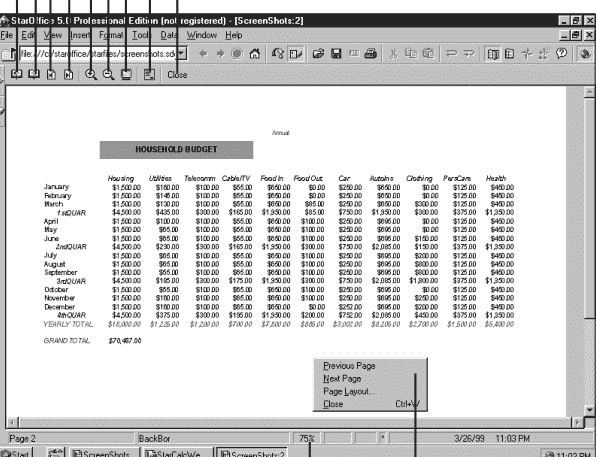 StarOffice 5.0 Professional Edition (not registered) - [ScreenShots:2]
File Edit View Insert Format Tools Data Window Help
file:///c|/staroffice/starfiles/screenshots.sdc
Close
Annual
HOUSEHOLD BUDGET
Housing Utilities Telecomm Cable/TV Food In Food Out Car AutoIns Clothing PersCare Health
January $1,500.00 $160.00 $100.00 $55.00 $650.00 $0.00 $250.00 $650.00 $0.00 $125.00 $450.00
February $1,500.00 $145.00 $100.00 $55.00 $650.00 $0.00 $250.00 $650.00 $0.00 $125.00 $450.00
March $1,500.00 $130.00 $100.00 $55.00 $650.00 $85.00 $250.00 $650.00 $300.00 $125.00 $450.00
1stQUAR $4,500.00 $435.00 $300.00 $165.00 $1,950.00 $85.00 $750.00 $1,950.00 $300.00 $375.00 $1,350.00
April $1,500.00 $100.00 $100.00 $55.00 $650.00 $100.00 $250.00 $695.00 $0.00 $125.00 $450.00
May $1,500.00 $65.00 $100.00 $55.00 $650.00 $100.00 $250.00 $695.00 $0.00 $125.00 $450.00
June $1,500.00 $65.00 $100.00 $55.00 $650.00 $100.00 $250.00 $695.00 $150.00 $125.00 $450.00
2ndQUAR $4,500.00 $230.00 $300.00 $165.00 $1,950.00 $300.00 $750.00 $2,085.00 $150.00 $375.00 $1,350.00
July $1,500.00 $65.00 $100.00 $55.00 $650.00 $100.00 $250.00 $695.00 $200.00 $125.00 $450.00
August $1,500.00 $65.00 $100.00 $55.00 $650.00 $100.00 $250.00 $695.00 $800.00 $125.00 $450.00
September $1,500.00 $55.00 $100.00 $65.00 $650.00 $100.00 $250.00 $695.00 $800.00 $125.00 $450.00
3rdQUAR $4,500.00 $185.00 $300.00 $175.00 $1,950.00 $300.00 $750.00 $2,085.00 $1,800.00 $375.00 $1,350.00
October $1,500.00 $55.00 $100.00 $65.00 $650.00 $100.00 $250.00 $695.00 $0.00 $125.00 $450.00
November $1,500.00 $160.00 $100.00 $65.00 $650.00 $100.00 $250.00 $695.00 $250.00 $125.00 $450.00
December $1,500.00 $160.00 $100.00 $65.00 $650.00 $0.00 $252.00 $695.00 $200.00 $125.00 $450.00
4thQUAR $4,500.00 $375.00 $300.00 $195.00 $1,950.00 $200.00 $752.00 $2,085.00 $450.00 $375.00 $1,350.00
YEARLY TOTAL $18,000.00 $1,225.00 $1,200.00 $700.00 $7,800.00 $885.00 $3,002.00 $8,205.00 $2,700.00 $1,500.00 $5,400.00
GRAND TOTAL $70,467.00
Previous Page
Next Page
Page Layout...
Close Ctrl+W
Page 2 BackBor 75% * 3/26/99 11:03 PM
Start ScreenShots StarCalcWe ScreenShots:2 11:03 PM